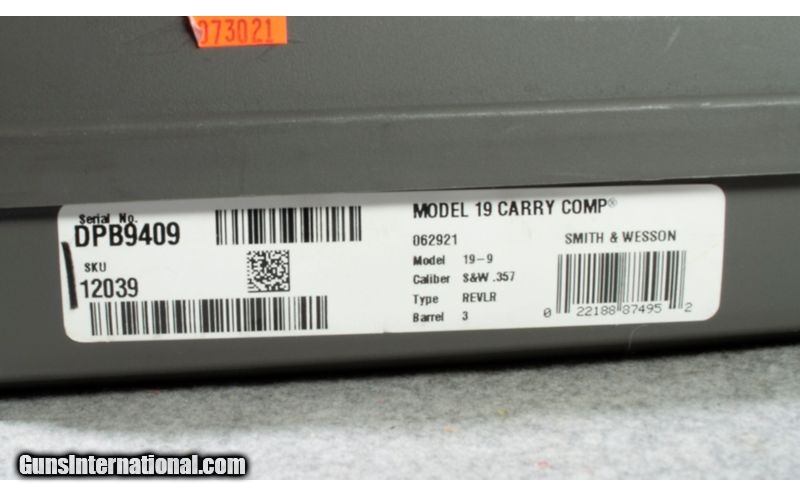 073021
Serial No.
DPB9409
SKU
12039
MODEL 19 CARRY COMP®
062921
SMITH & WESSON
Model 19-9
Caliber S&W .357
Type REVLR
Barrel 3
0 22188 87495 2
GunsInternational.com